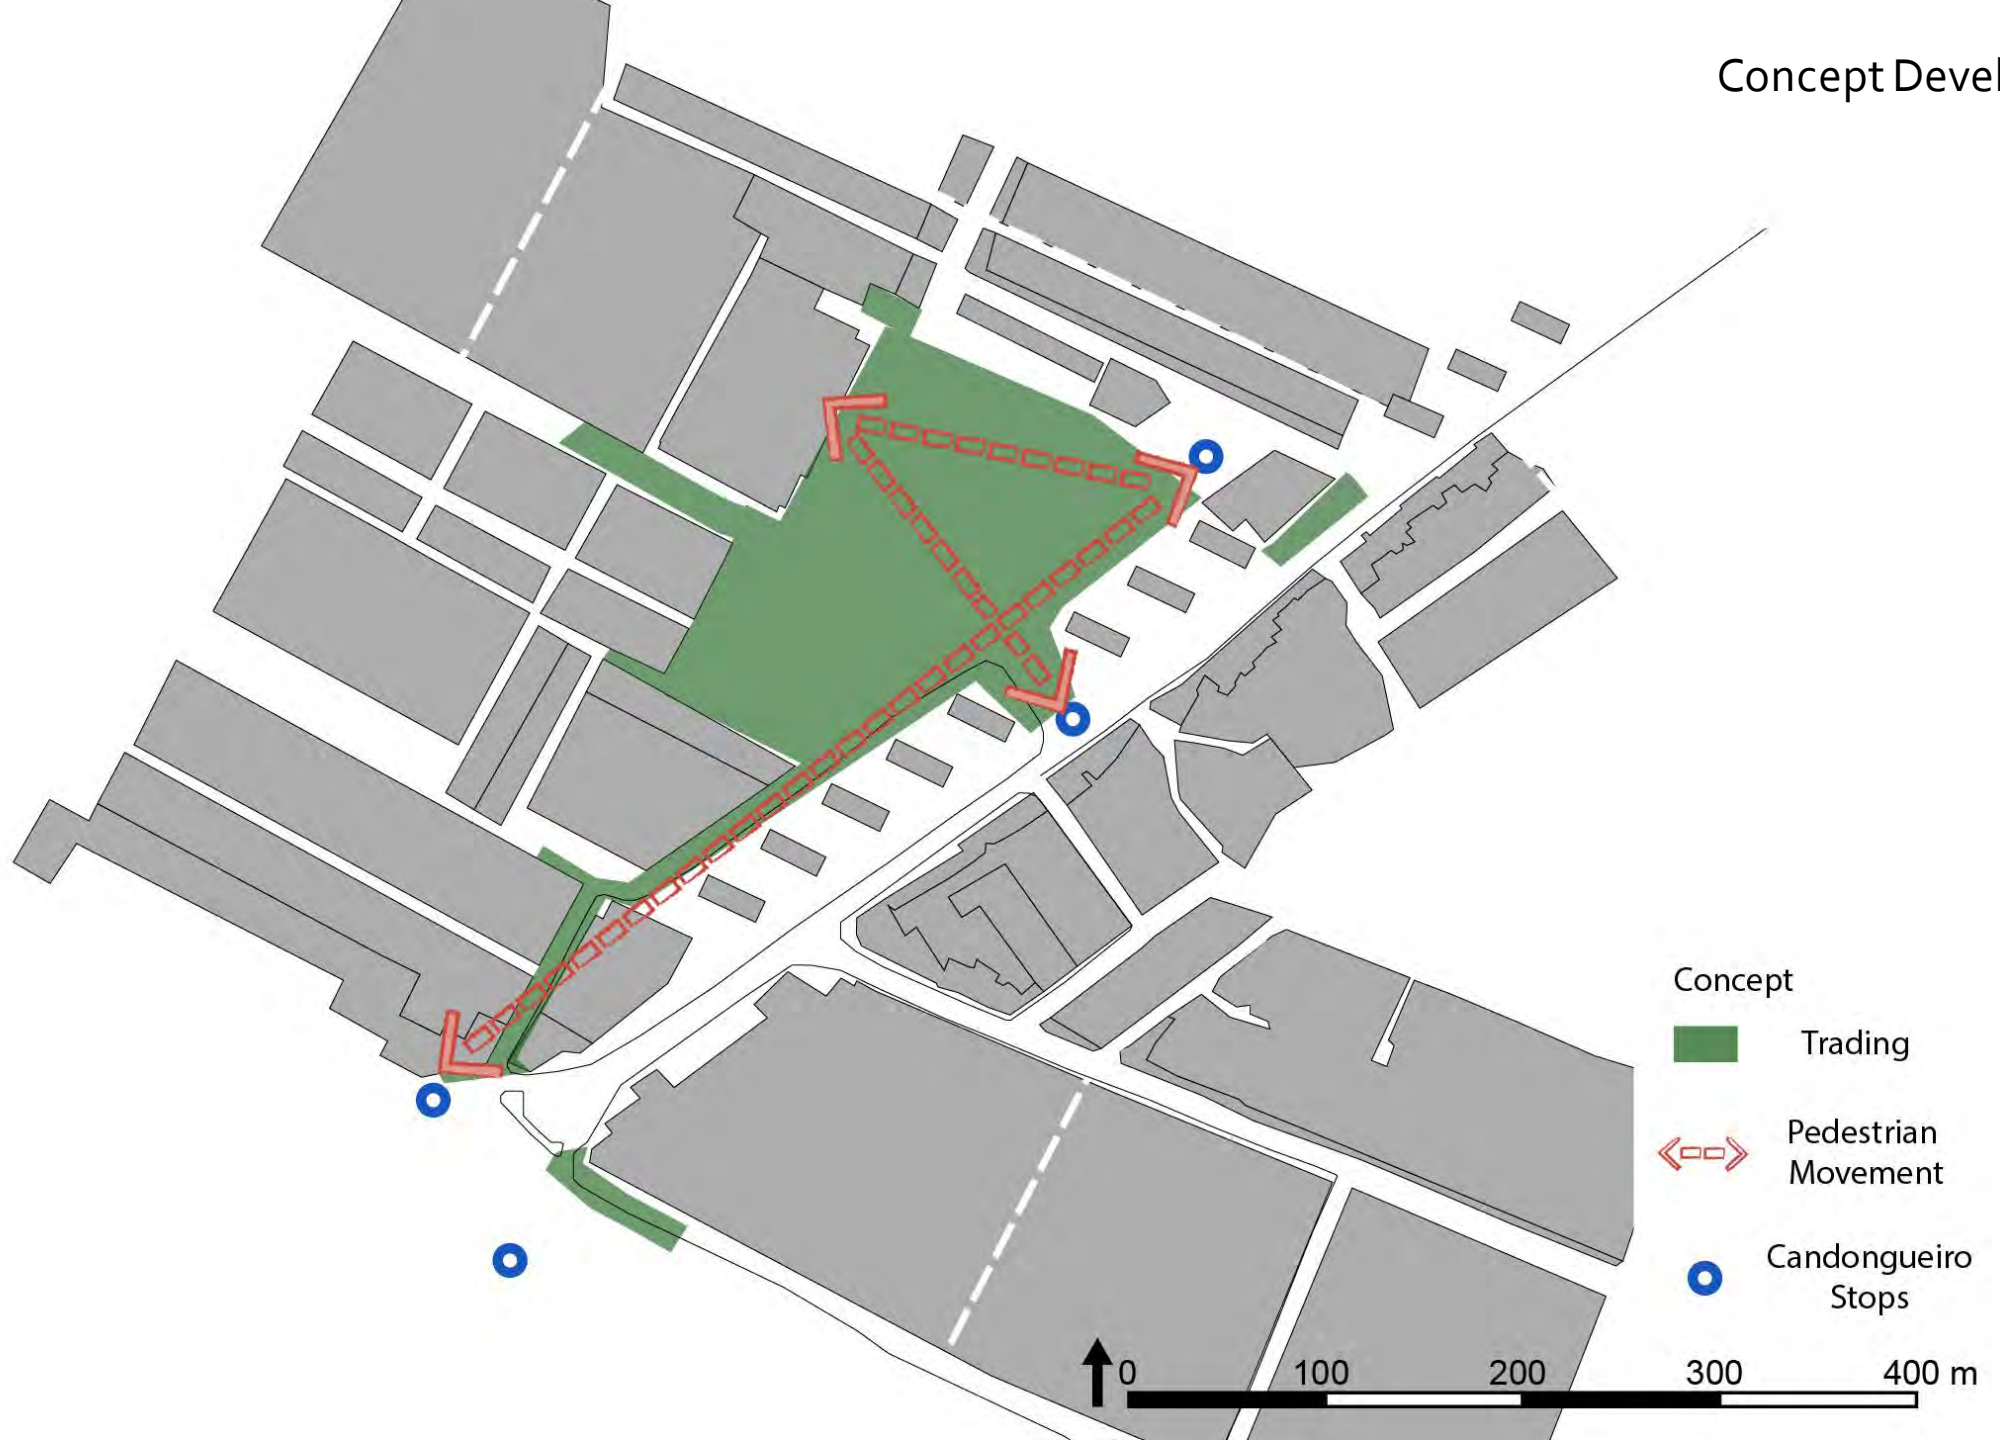 Concept Devel
Concept
Trading
Pedestrian
Movement
Candongueiro
Stops
0 100 200 300 400 m